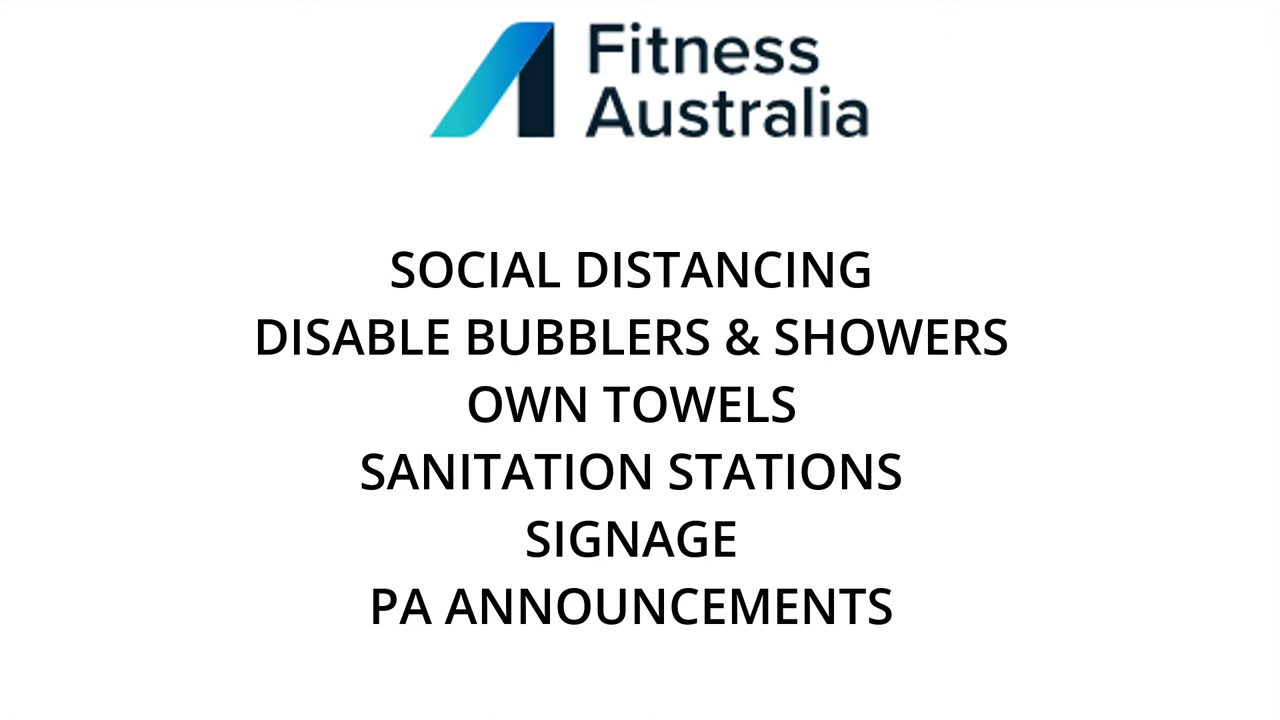 Fitness
Australia
SOCIAL DISTANCING
DISABLE BUBBLERS & SHOWERS
OWN TOWELS
SANITATION STATIONS
SIGNAGE
PA ANNOUNCEMENTS